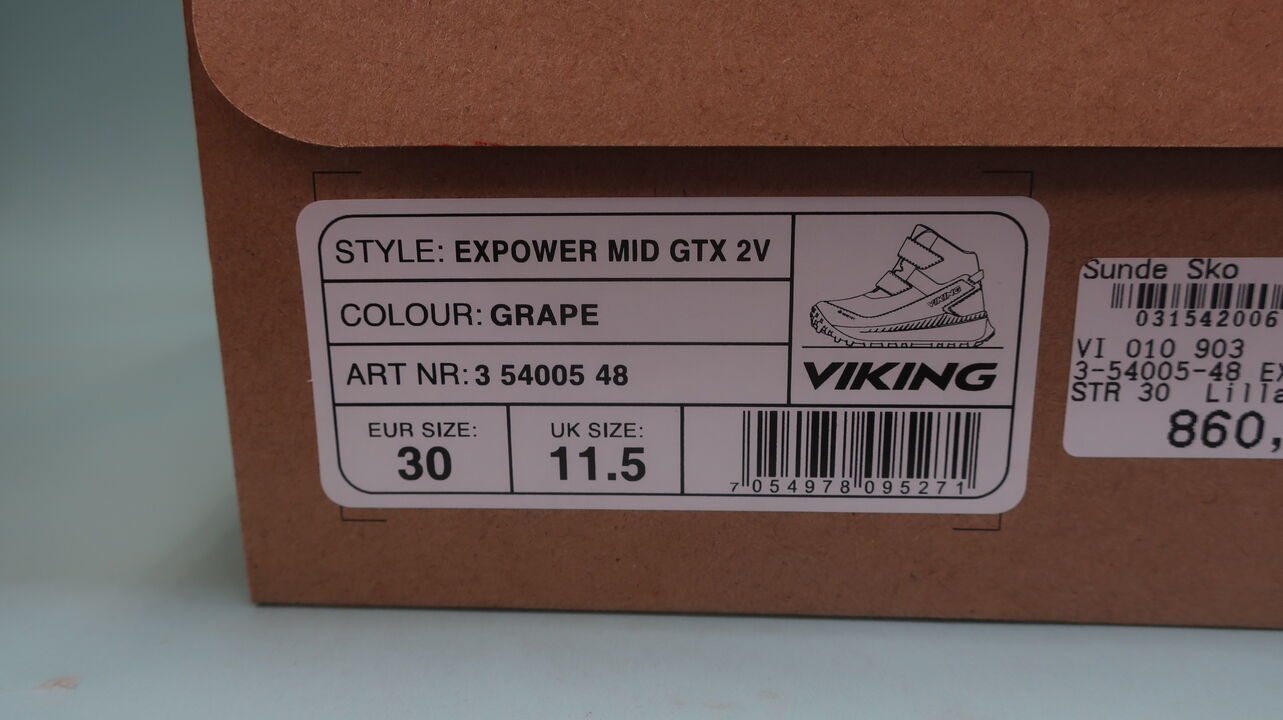 STYLE: EXPOWER MID GTX 2V
COLOUR: GRAPE
ART NR: 3 54005 48
VIKING
VIKING
EUR SIZE:
30
UK SIZE:
11.5
7 054978 095271
Sunde Sko
031542006
VI 010 903
3-54005-48
STR 30
860,